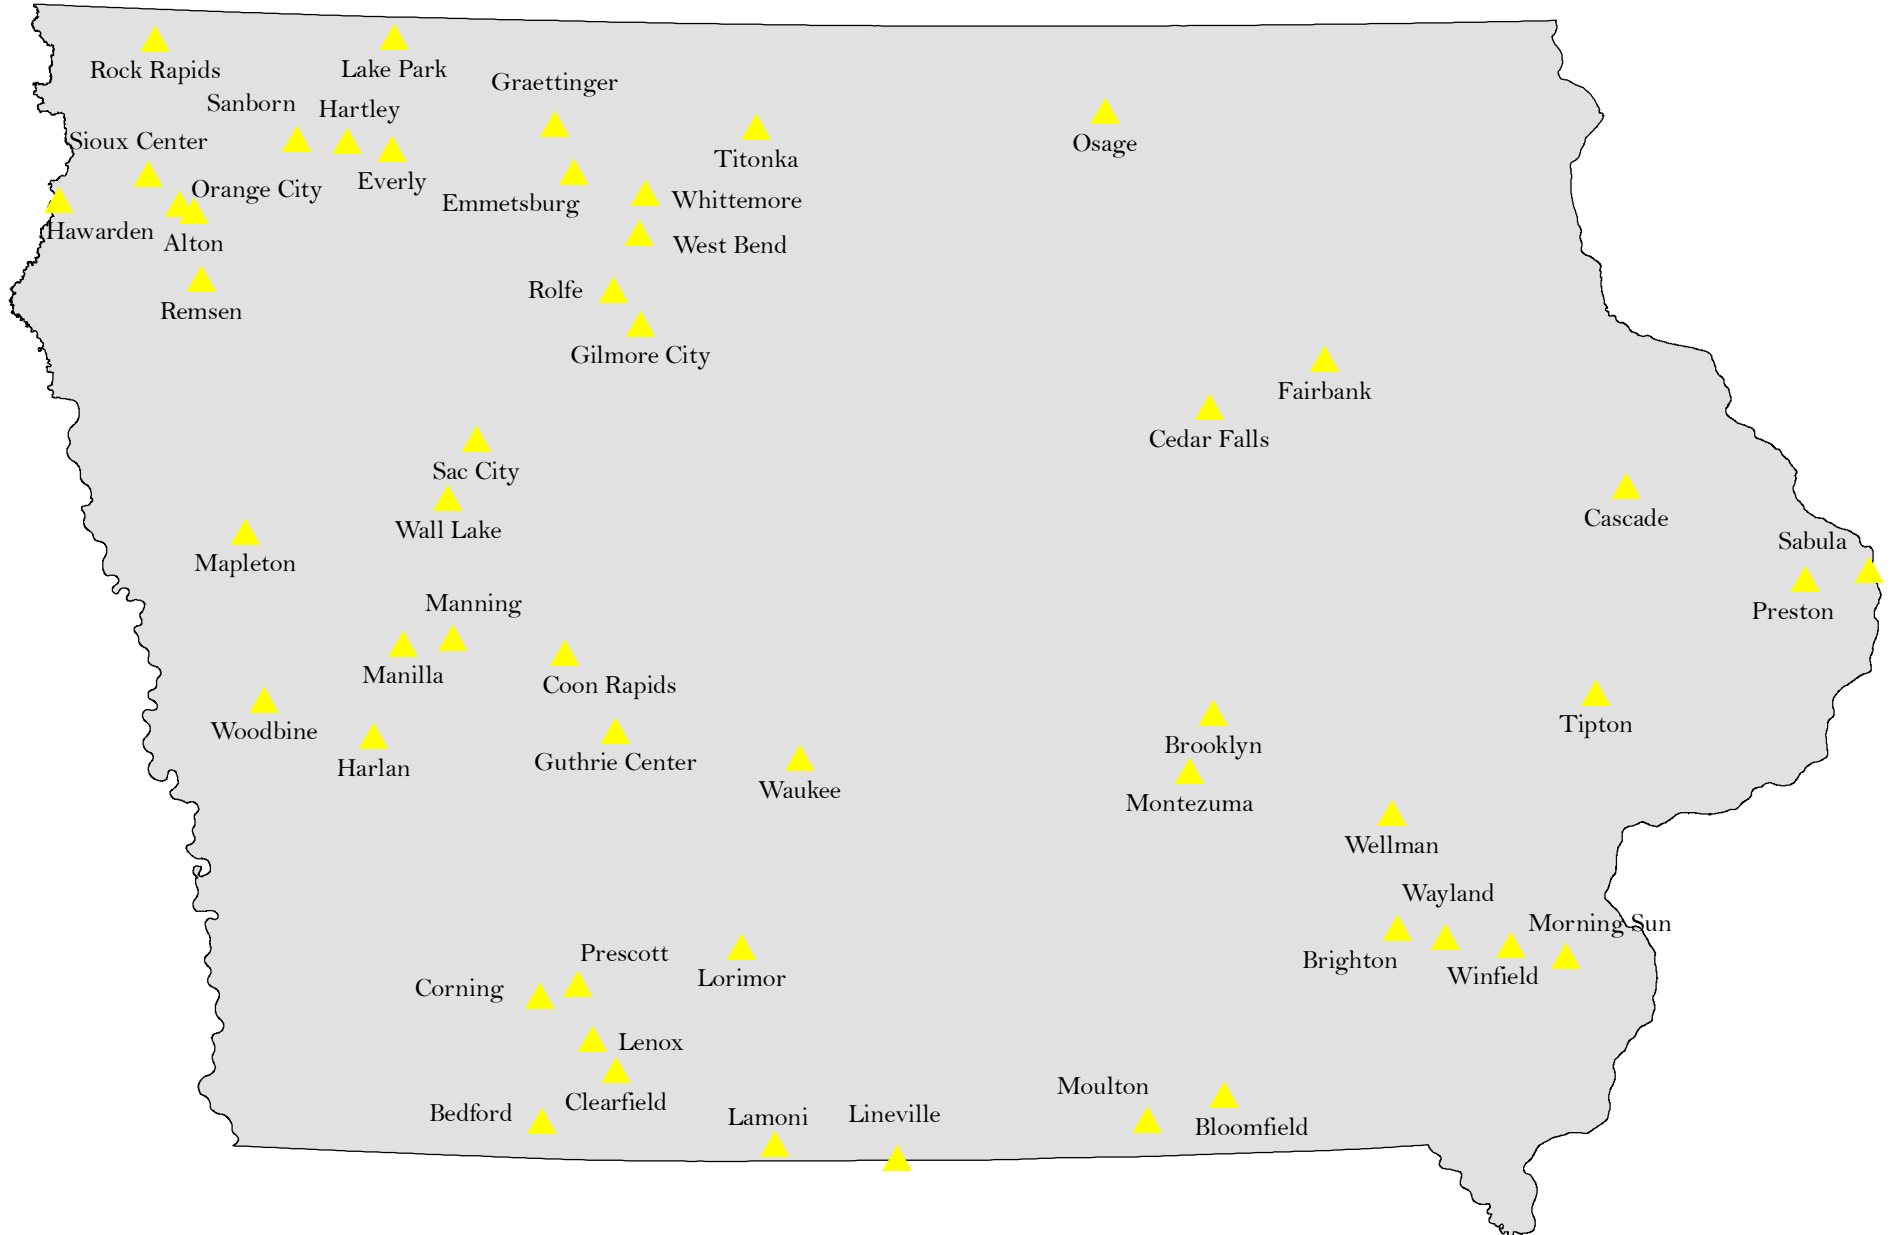 Rock Rapids
Lake Park
Graettinger
Sanborn
Hartley
Sioux Center
Osage
Titonka
Everly
Orange City
Whittemore
Emmetsburg
Hawarden
Alton
West Bend
Rolfe
Remsen
Gilmore City
Fairbank
Cedar Falls
Sac City
Cascade
Wall Lake
Sabula
Mapleton
Manning
Preston
Manilla
Coon Rapids
Tipton
Woodbine
Brooklyn
Guthrie Center
Harlan
Waukee
Montezuma
Wellman
Wayland
Morning Sun
Prescott
Brighton
Winfield
Lorimor
Corning
Lenox
Moulton
Clearfield
Bedford
Lineville
Lamoni
Bloomfield